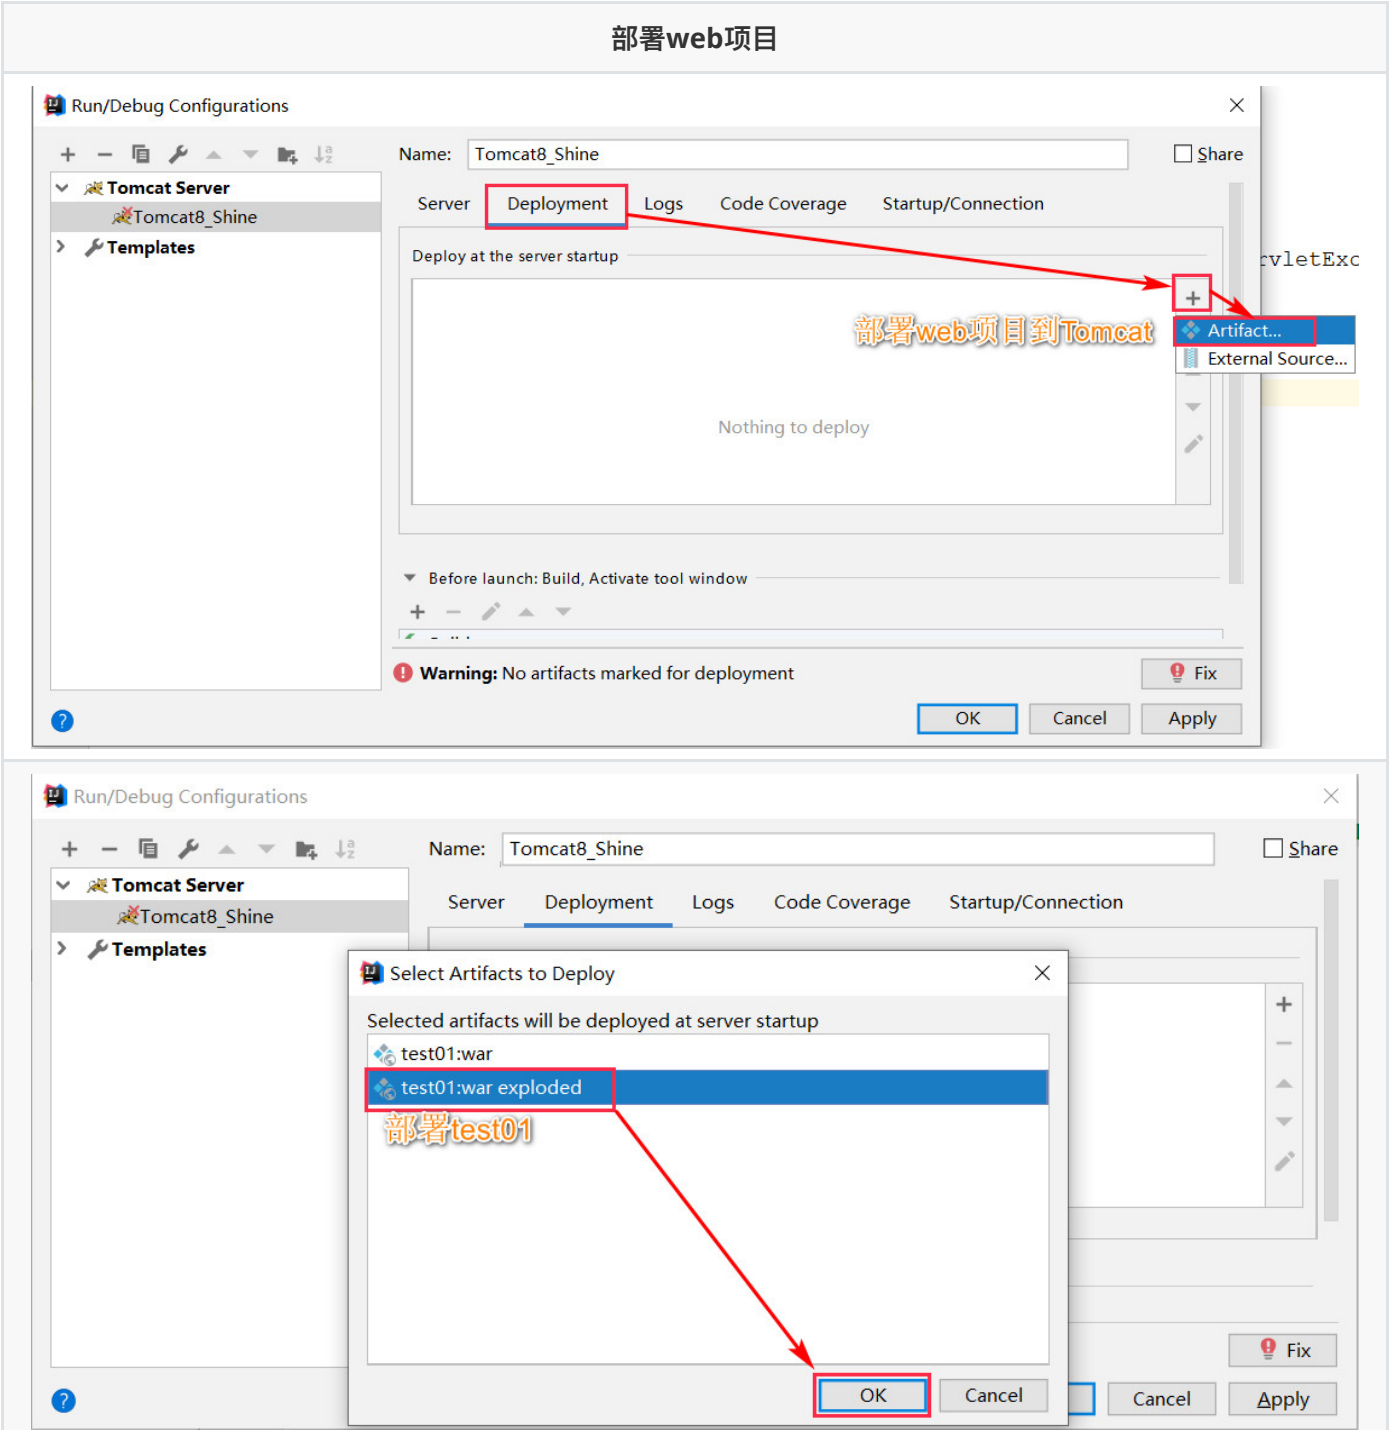 部署web项目
Run/Debug Configurations
Name: Tomcat8_Shine
Share
Tomcat Server
Tomcat8_Shine
Templates
Server Deployment Logs Code Coverage Startup/Connection
Deploy at the server startup
rvletExc
部署web项目到Tomcat
Artifact...
External Source...
Nothing to deploy
Before launch: Build, Activate tool window
Warning: No artifacts marked for deployment
Fix
OK Cancel Apply
Run/Debug Configurations
Name: Tomcat8_Shine
Share
Tomcat Server
Tomcat8_Shine
Templates
Server Deployment Logs Code Coverage Startup/Connection
Select Artifacts to Deploy
Selected artifacts will be deployed at server startup
test01:war
test01:war exploded
部署test01
Fix
OK Cancel
Cancel Apply